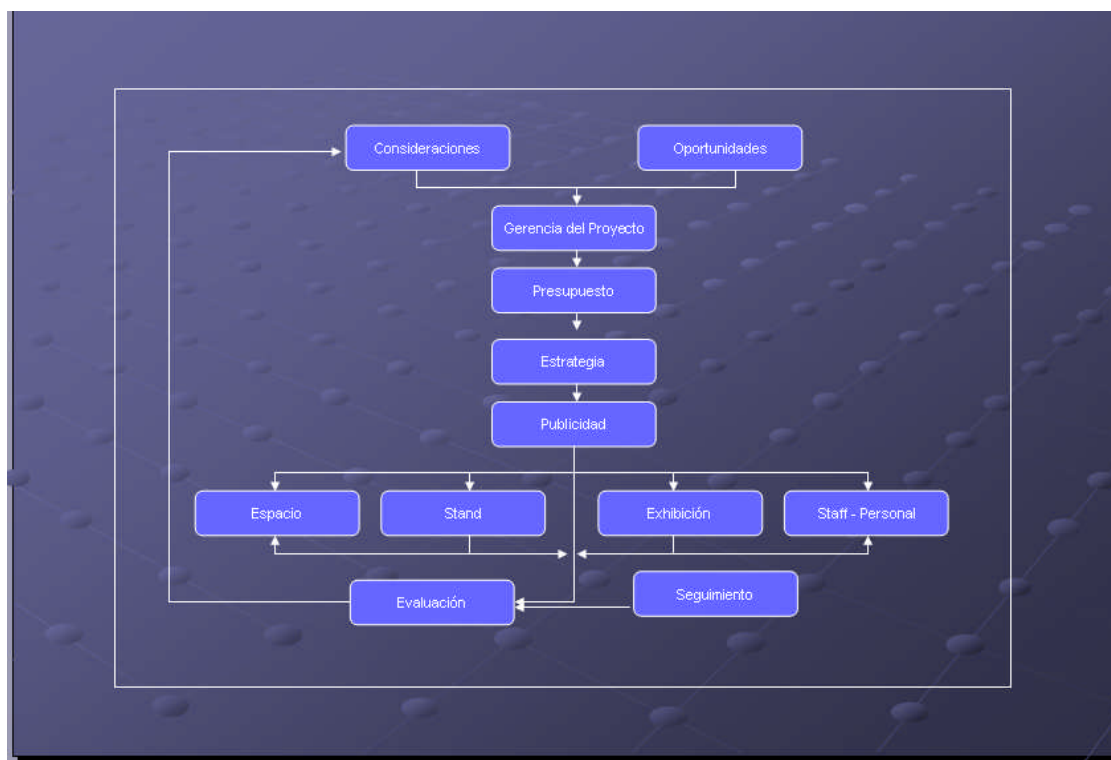 Consideraciones
Oportunidades
Gerencia del Proyecto
Presupuesto
Estrategia
Publicidad
Espacio
Stand
Exhibición
Staff - Personal
Evaluación
Seguimiento